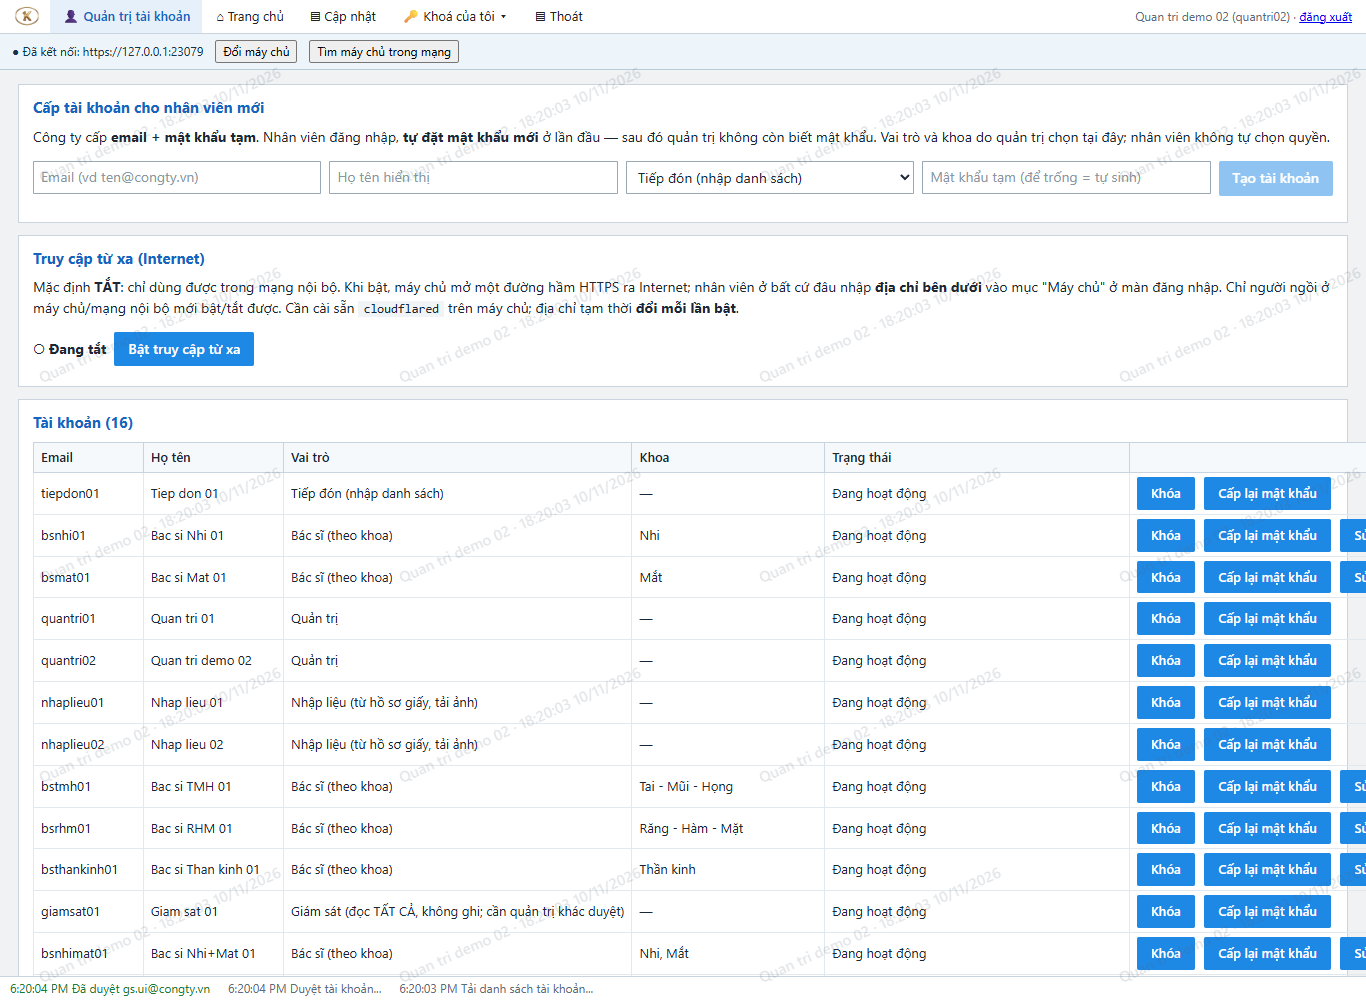 K
Quản trị tài khoản
Trang chủ
Cập nhật
Khoá của tôi
Thoát
Quan tri demo 02 (quantri02) · đăng xuất
● Đã kết nối: https://127.0.0.1:23079
Đổi máy chủ
Tìm máy chủ trong mạng
Cấp tài khoản cho nhân viên mới
Công ty cấp email + mật khẩu tạm. Nhân viên đăng nhập, tự đặt mật khẩu mới ở lần đầu — sau đó quản trị không còn biết mật khẩu. Vai trò và khoa do quản trị chọn tại đây; nhân viên không tự chọn quyền.
Email (vd ten@congty.vn)
Họ tên hiển thị
Tiếp đón (nhập danh sách)
Mật khẩu tạm (để trống = tự sinh)
Tạo tài khoản
Truy cập từ xa (Internet)
Mặc định TẮT: chỉ dùng được trong mạng nội bộ. Khi bật, máy chủ mở một đường hầm HTTPS ra Internet; nhân viên ở bất cứ đâu nhập địa chỉ bên dưới vào mục "Máy chủ" ở màn đăng nhập. Chỉ người ngồi ở
máy chủ/mạng nội bộ mới bật/tắt được. Cần cài sẵn cloudflared trên máy chủ; địa chỉ tạm thời đổi mỗi lần bật.
○ Đang tắt
Bật truy cập từ xa
Tài khoản (16)
Email Họ tên Vai trò Khoa Trạng thái
tiepdon01 Tiep don 01 Tiếp đón (nhập danh sách) — Đang hoạt động Khóa Cấp lại mật khẩu
bsnhi01 Bac si Nhi 01 Bác sĩ (theo khoa) Nhi Đang hoạt động Khóa Cấp lại mật khẩu
bsmat01 Bac si Mat 01 Bác sĩ (theo khoa) Mắt Đang hoạt động Khóa Cấp lại mật khẩu
quantri01 Quan tri 01 Quản trị — Đang hoạt động Khóa Cấp lại mật khẩu
quantri02 Quan tri demo 02 Quản trị — Đang hoạt động Khóa Cấp lại mật khẩu
nhaplieu01 Nhap lieu 01 Nhập liệu (từ hồ sơ giấy, tải ảnh) — Đang hoạt động Khóa Cấp lại mật khẩu
nhaplieu02 Nhap lieu 02 Nhập liệu (từ hồ sơ giấy, tải ảnh) — Đang hoạt động Khóa Cấp lại mật khẩu
bstmh01 Bac si TMH 01 Bác sĩ (theo khoa) Tai - Mũi - Họng Đang hoạt động Khóa Cấp lại mật khẩu
bsrhm01 Bac si RHM 01 Bác sĩ (theo khoa) Răng - Hàm - Mặt Đang hoạt động Khóa Cấp lại mật khẩu
bsthankinh01 Bac si Than kinh 01 Bác sĩ (theo khoa) Thần kinh Đang hoạt động Khóa Cấp lại mật khẩu
giamsat01 Giam sat 01 Giám sát (đọc TẤT CẢ, không ghi; cần quản trị khác duyệt) — Đang hoạt động Khóa Cấp lại mật khẩu
bsnhimat01 Bac si Nhi+Mat 01 Bác sĩ (theo khoa) Nhi, Mắt Đang hoạt động Khóa Cấp lại mật khẩu
6:20:04 PM Đã duyệt gs.ui@congty.vn
6:20:04 PM Duyệt tài khoản...
6:20:03 PM Tải danh sách tài khoản...
Quan tri demo 02 · 18:20:03 10/11/2026